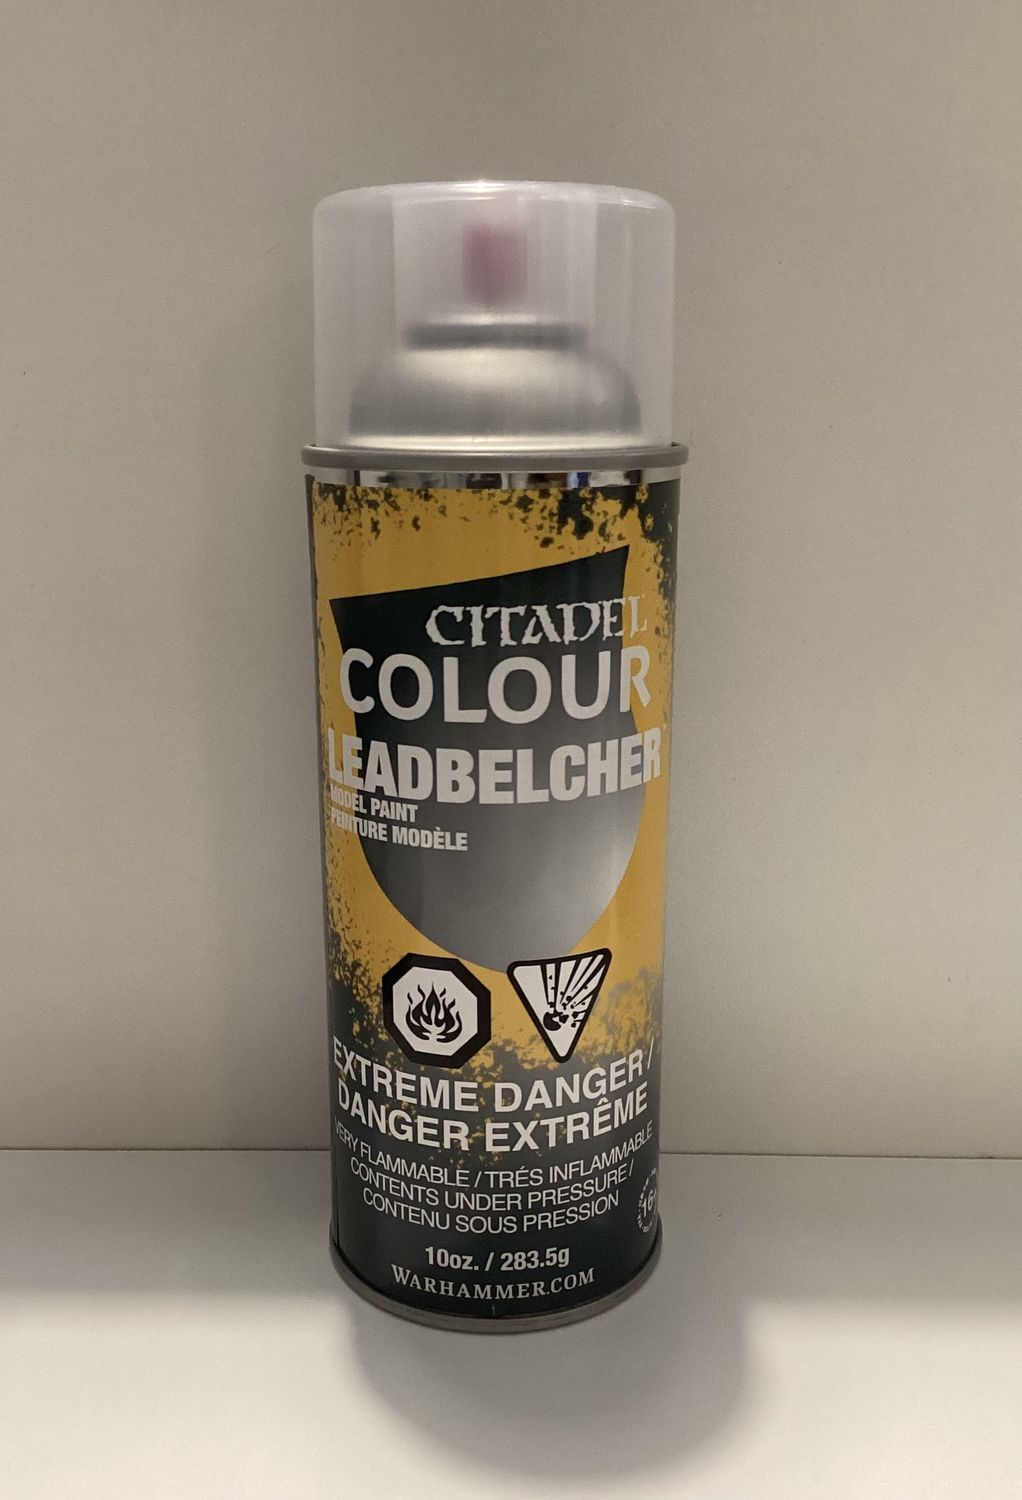 CITADEL
COLOUR
LEADBELCHER
MODEL PAINT
PEINTURE MODÈLE
EXTREME DANGER /
DANGER EXTRÊME
VERY FLAMMABLE / TRÉS INFLAMMABLE
CONTENTS UNDER PRESSURE /
CONTENU SOUS PRESSION
16+
10oz. / 283.5g
WARHAMMER.COM